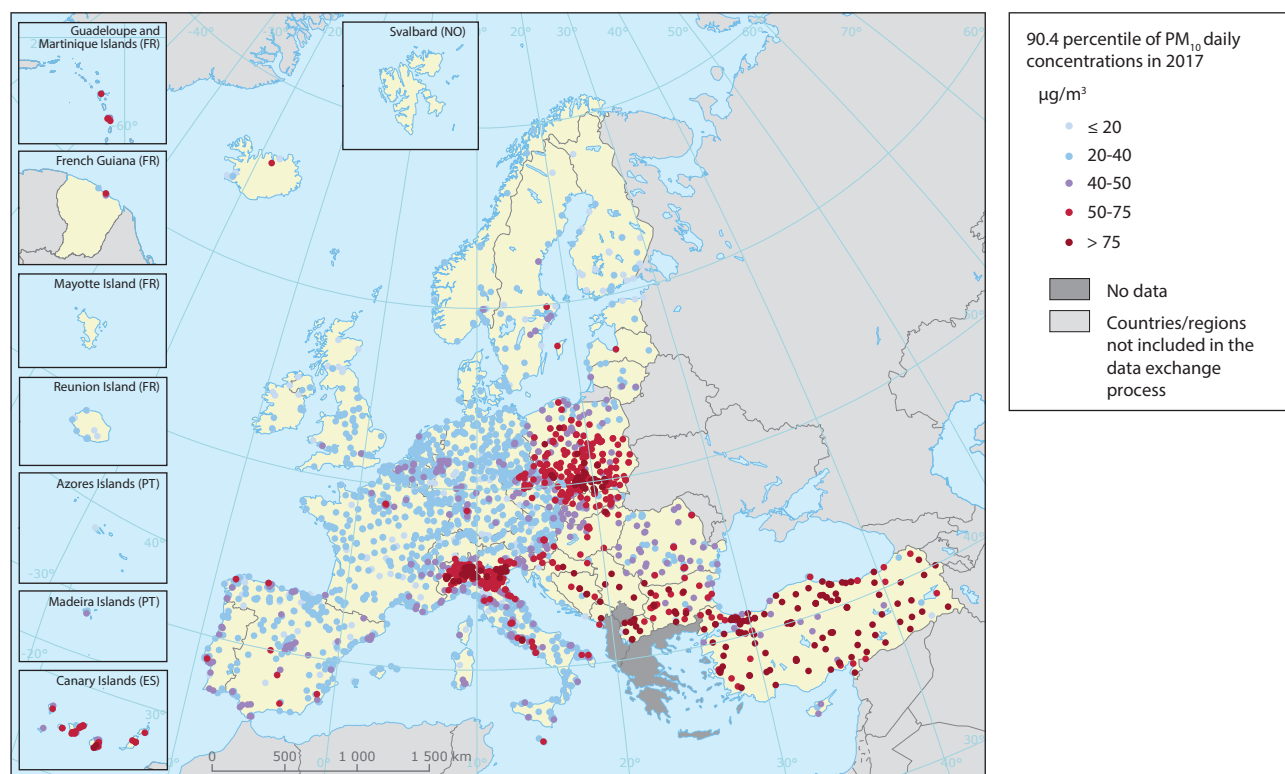 Guadeloupe and
Martinique Islands (FR)
-60°
French Guiana (FR)
Mayotte Island (FR)
Reunion Island (FR)
Azores Islands (PT)
40°
-30°
Madeira Islands (PT)
-20°
Canary Islands (ES)
30°
Svalbard (NO)
-40°
-30°
-20°
40°
50°
60°
60°
50°
40°
30°
0 500 1 000 1 500 km
0°
10°
20°
30°
90.4 percentile of PM₁₀ daily
concentrations in 2017
µg/m³
≤ 20
20-40
40-50
50-75
> 75
No data
Countries/regions
not included in the
data exchange
process